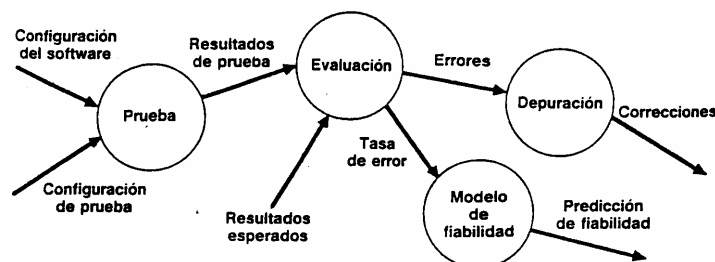 Configuración
del software
Resultados
de prueba
Evaluación
Errores
Prueba
Depuración
Correcciones
Configuración
de prueba
Tasa
de error
Resultados
esperados
Modelo
de
fiabilidad
Predicción
de fiabilidad